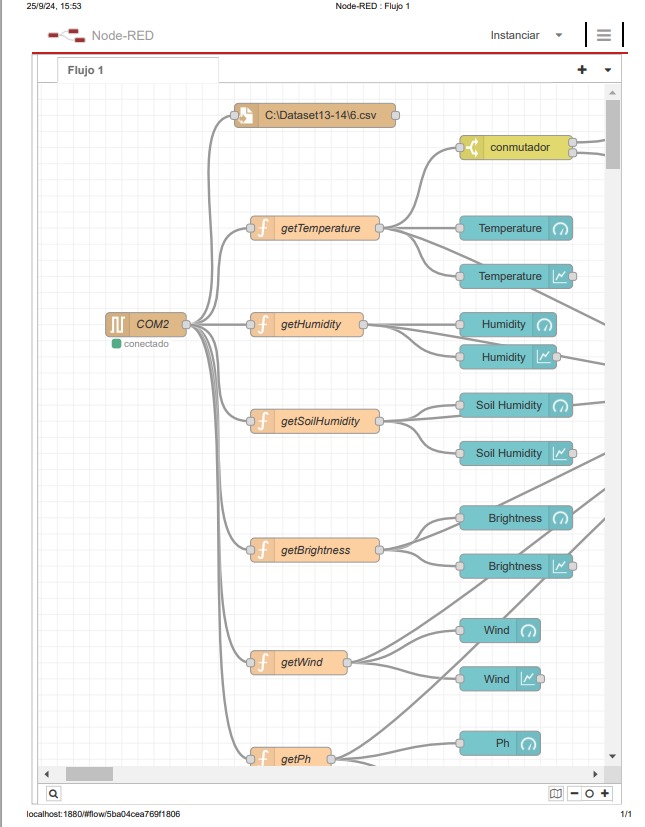 25/9/24, 15:53
Node-RED : Flujo 1
Node-RED
Instanciar
Flujo 1
C:\Dataset13-14\6.csv
conmutador
getTemperature
Temperature
Temperature
COM2
conectado
getHumidity
Humidity
Humidity
getSoilHumidity
Soil Humidity
Soil Humidity
getBrightness
Brightness
Brightness
getWind
Wind
Wind
getPh
Ph
localhost:1880/#flow/5ba04cea769f1806
1/1